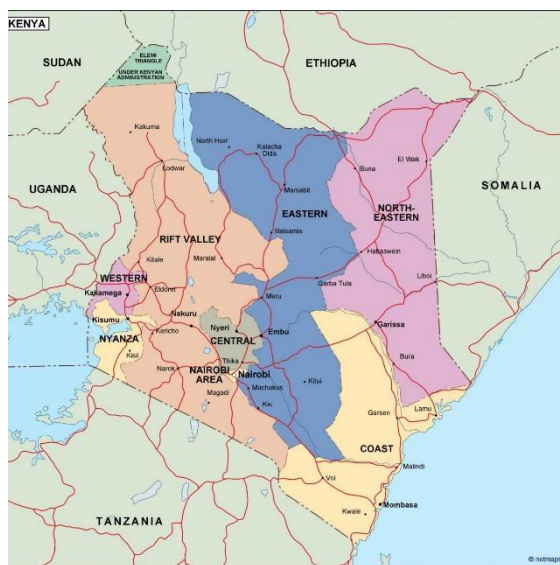 KENYA
SUDAN
ETHIOPIA
ELEMI
TRIANGLE
UNDER KENYAN
ADMINISTRATION
Kakuma
North Horr
Kalacha
Dida
Buna
El Wak
Lodwar
UGANDA
Marsabit
SOMALIA
NORTH-
EASTERN
EASTERN
Illaisamis
RIFT VALLEY
Habaswein
Maralal
Kitale
WESTERN
Garba Tula
Liboi
Kakamega
Eldoret
Meru
Kisumu
Nakuru
Nyeri
Garissa
NYANZA
Kericho
CENTRAL
Embu
Kisii
Thika
Bura
Narok
NAIROBI
AREA
Nairobi
Machakos
Magadi
Kiu
Lamu
Garsen
COAST
Voi
Malindi
Mombasa
Kwale
TANZANIA
© netmaps